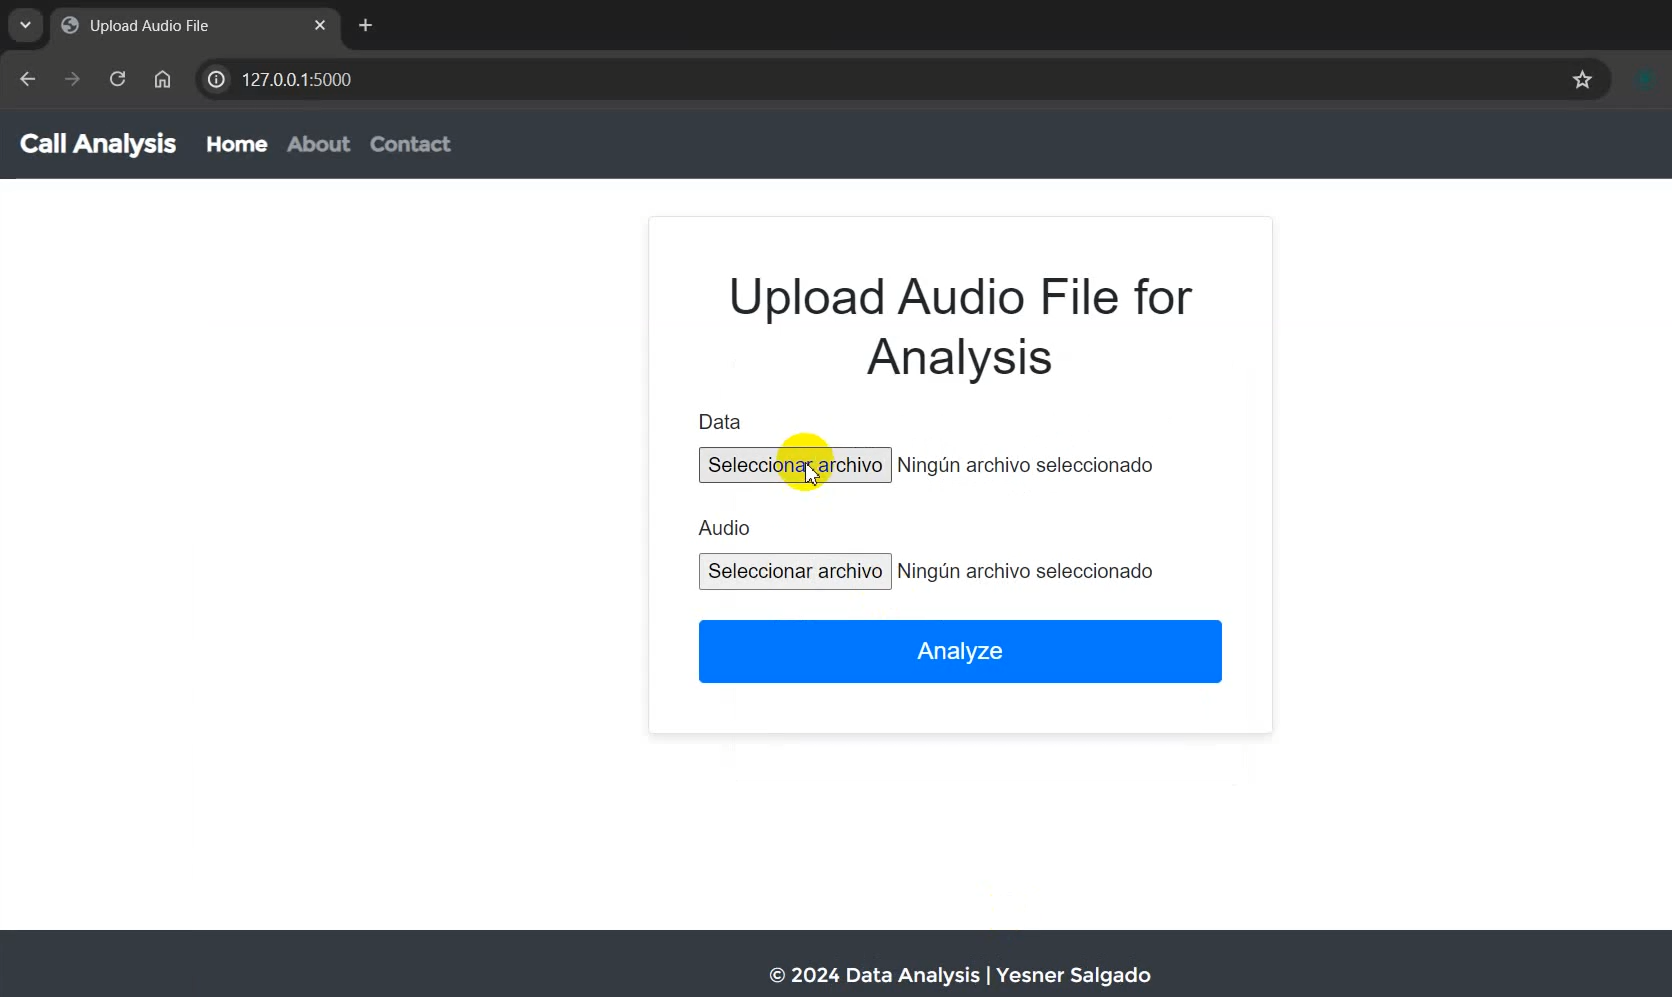 Upload Audio File
127.0.0.1:5000
Call Analysis Home About Contact
Upload Audio File for
Analysis
Data
Seleccionar archivo Ningún archivo seleccionado
Audio
Seleccionar archivo Ningún archivo seleccionado
Analyze
© 2024 Data Analysis | Yesner Salgado